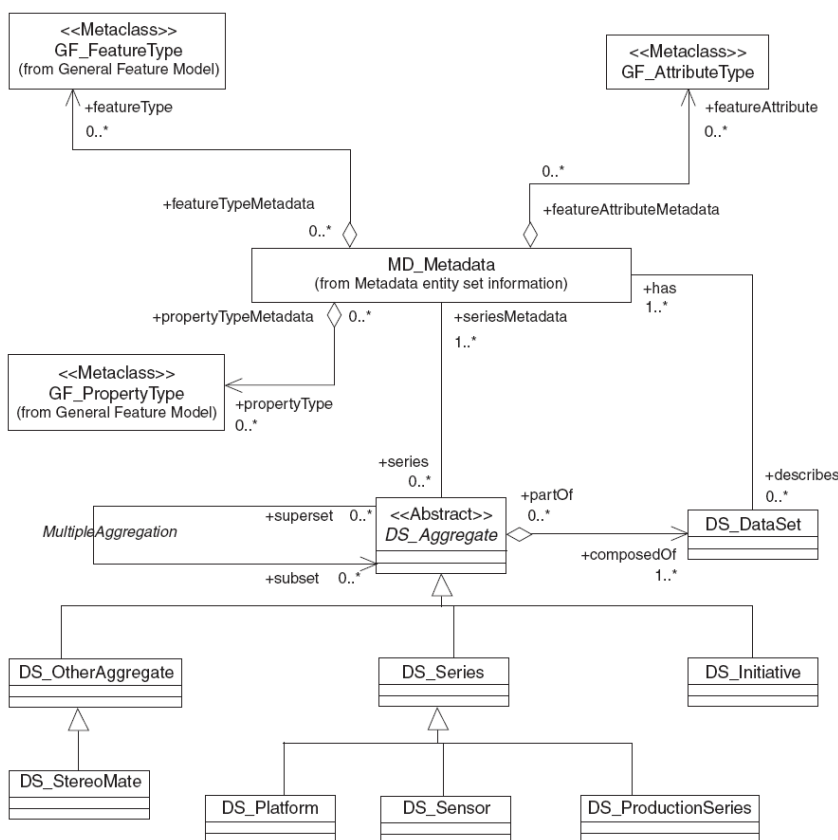 <<Metaclass>>
GF_FeatureType
(from General Feature Model)
<<Metaclass>>
GF_AttributeType
+featureType
0..*
+featureAttribute
0..*
0..*
+featureTypeMetadata
0..*
+featureAttributeMetadata
MD_Metadata
(from Metadata entity set information)
+has
1..*
+propertyTypeMetadata
0..*
+seriesMetadata
1..*
<<Metaclass>>
GF_PropertyType
(from General Feature Model)
+propertyType
0..*
+series
0..*
+partOf
0..*
+describes
0..*
MultipleAggregation
+superset 0..*
<<Abstract>>
DS_Aggregate
DS_DataSet
+composedOf
1..*
+subset 0..*
DS_OtherAggregate
DS_Series
DS_Initiative
DS_StereoMate
DS_Platform
DS_Sensor
DS_ProductionSeries